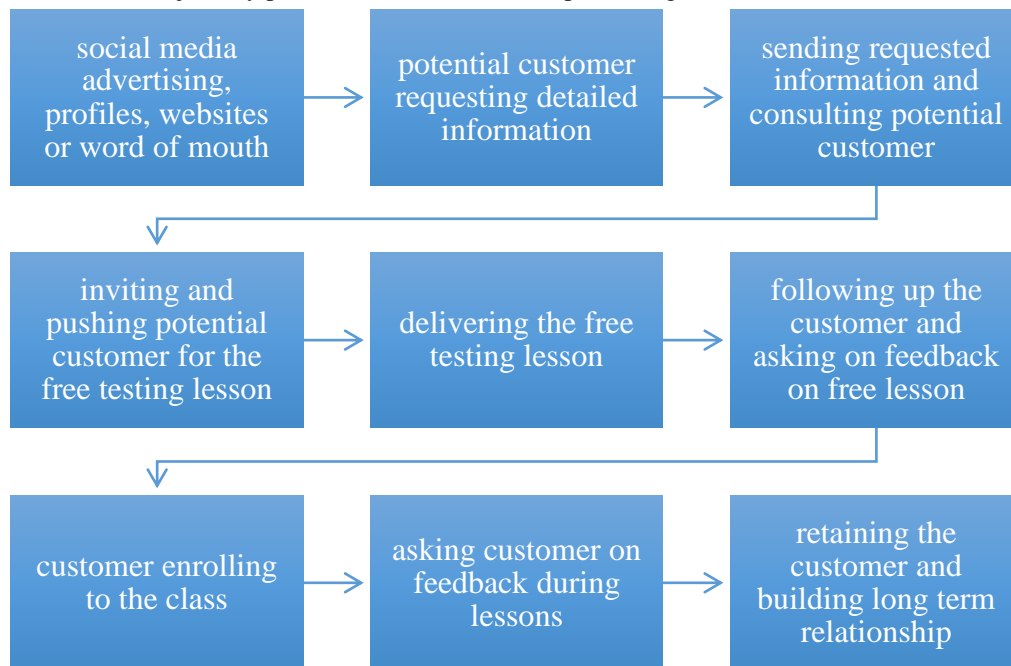 social media
advertising,
profiles, websites
or word of mouth
potential customer
requesting detailed
information
sending requested
information and
consulting potential
customer
inviting and
pushing potential
customer for the
free testing lesson
delivering the free
testing lesson
following up the
customer and
asking on feedback
on free lesson
customer enrolling
to the class
asking customer on
feedback during
lessons
retaining the
customer and
building long term
relationship